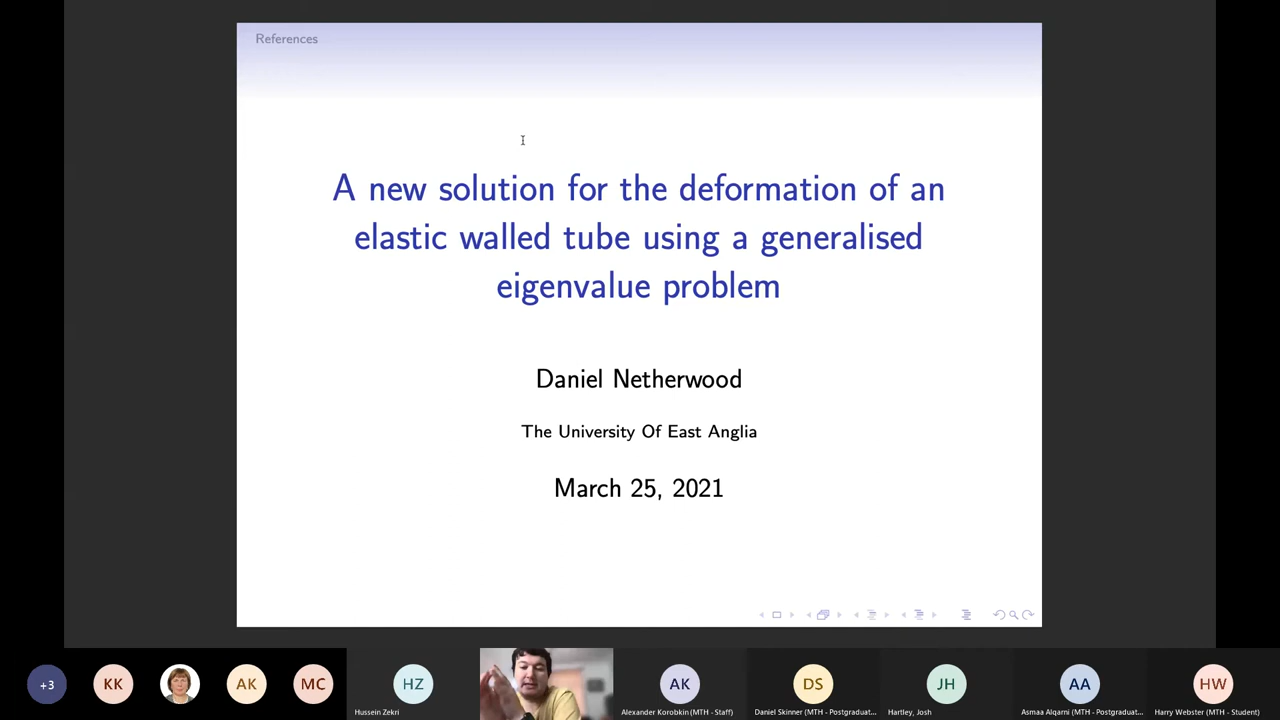 References
A new solution for the deformation of an
elastic walled tube using a generalised
eigenvalue problem
Daniel Netherwood
The University Of East Anglia
March 25, 2021
+3
KK
AK
MC
HZ
AK
DS
JH
AA
HW
Hussein Zekri
Alexander Korobkin (MTH - Staff)
Daniel Skinner (MTH - Postgraduat...
Hartley, Josh
Asmaa Alqarni (MTH - Postgraduat...
Harry Webster (MTH - Student)